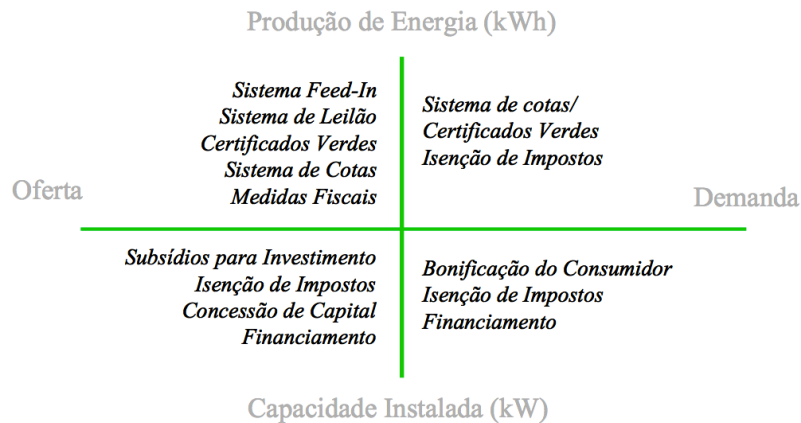 Produção de Energia (kWh)
Sistema Feed-In
Sistema de Leilão
Certificados Verdes
Sistema de Cotas
Medidas Fiscais
Sistema de cotas/
Certificados Verdes
Isenção de Impostos
Oferta
Demanda
Subsídios para Investimento
Isenção de Impostos
Concessão de Capital
Financiamento
Bonificação do Consumidor
Isenção de Impostos
Financiamento
Capacidade Instalada (kW)